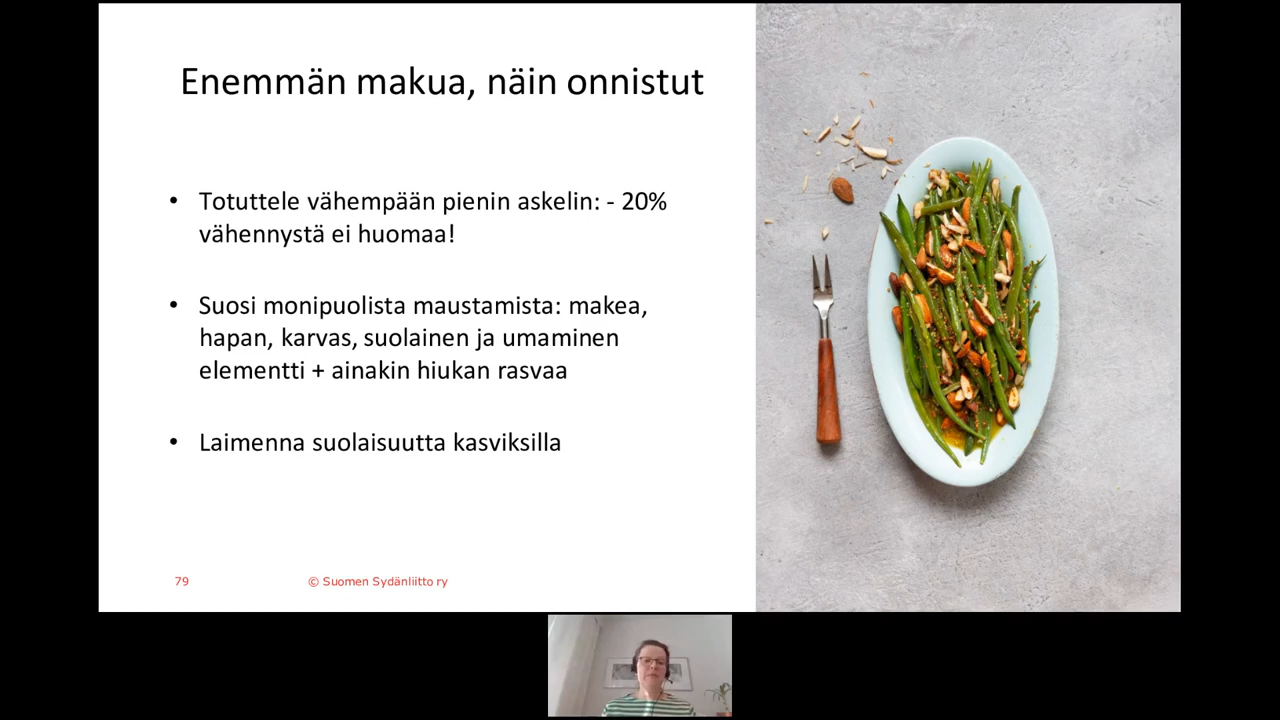 Enemmän makua, näin onnistut
• Totuttele vähempään pienin askelin: - 20%
vähennystä ei huomaa!
• Suosi monipuolista maustamista: makea,
hapan, karvas, suolainen ja umaminen
elementti + ainakin hiukan rasvaa
• Laimenna suolaisuutta kasviksilla
79
© Suomen Sydänliitto ry